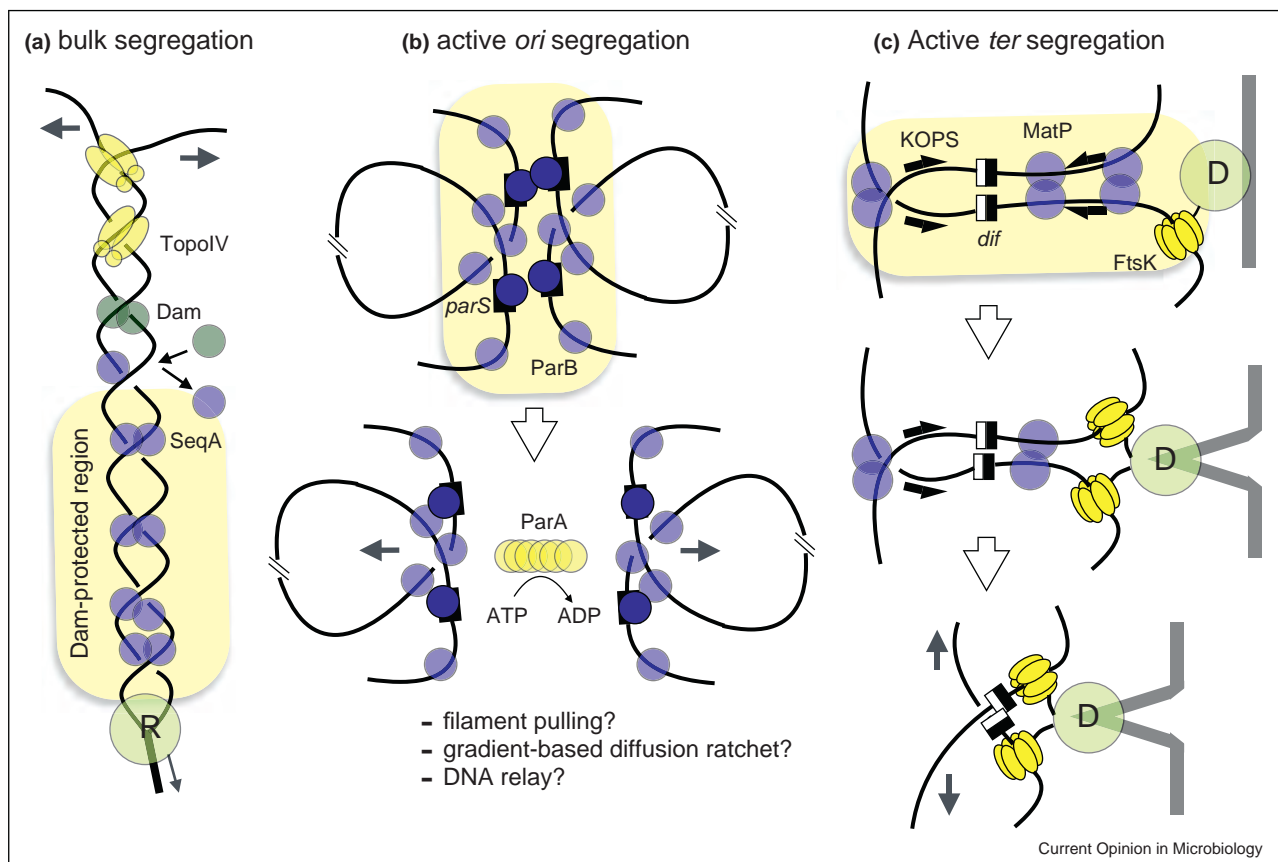 (a) bulk segregation
TopoIV
Dam
SeqA
Dam-protected region
R
(b) active ori segregation
parS
ParB
ParA
ATP
ADP
– filament pulling?
– gradient-based diffusion ratchet?
– DNA relay?
(c) Active ter segregation
KOPS
MatP
D
dif
FtsK
D
D
Current Opinion in Microbiology